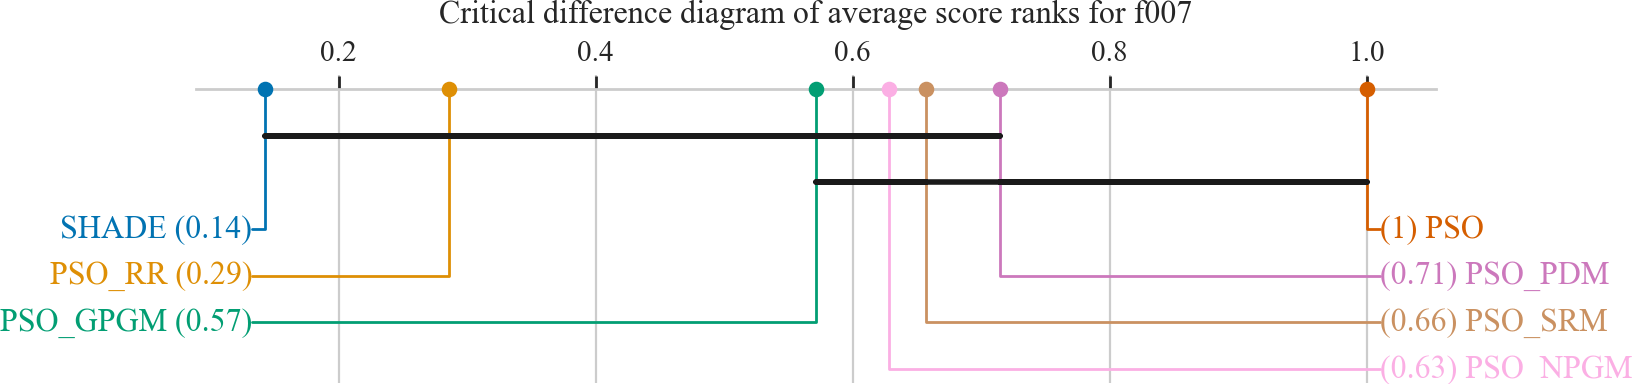 Critical difference diagram of average score ranks for f007
0.2 0.4 0.6 0.8 1.0
SHADE (0.14) (1) PSO
PSO_RR (0.29) (0.71) PSO_PDM
PSO_GPGM (0.57) (0.66) PSO_SRM
(0.63) PSO_NPGM